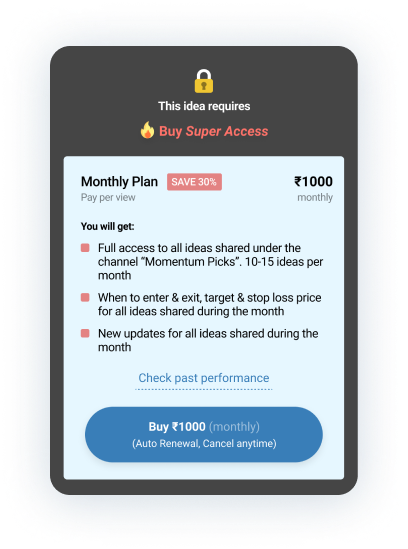 This idea requires
🔥 Buy Super Access
Monthly Plan SAVE 30% ₹1000
Pay per view monthly
You will get:
Full access to all ideas shared under the
channel “Momentum Picks”. 10-15 ideas per
month
When to enter & exit, target & stop loss price
for all ideas shared during the month
New updates for all ideas shared during the
month
Check past performance
Buy ₹1000 (monthly)
(Auto Renewal, Cancel anytime)